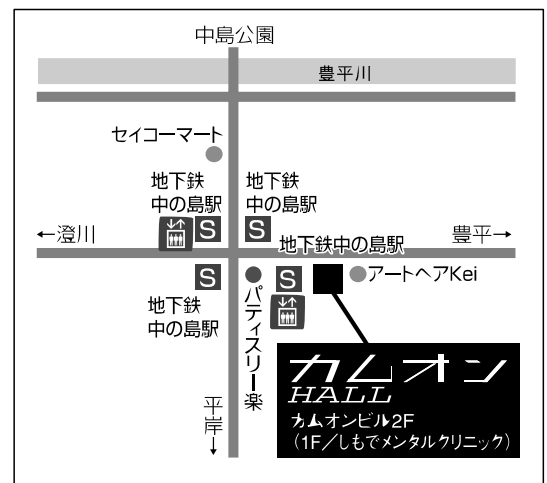 中島公園
豊平川
セイコーマート
地下鉄
中の島駅
地下鉄
中の島駅
←澄川
S
S
地下鉄中の島駅
豊平→
S
パティスリー楽
S
アートヘアKei
地下鉄
中の島駅
平岸→
カムオン
HALL
カムオンビル2F
(1F/しもでメンタルクリニック)